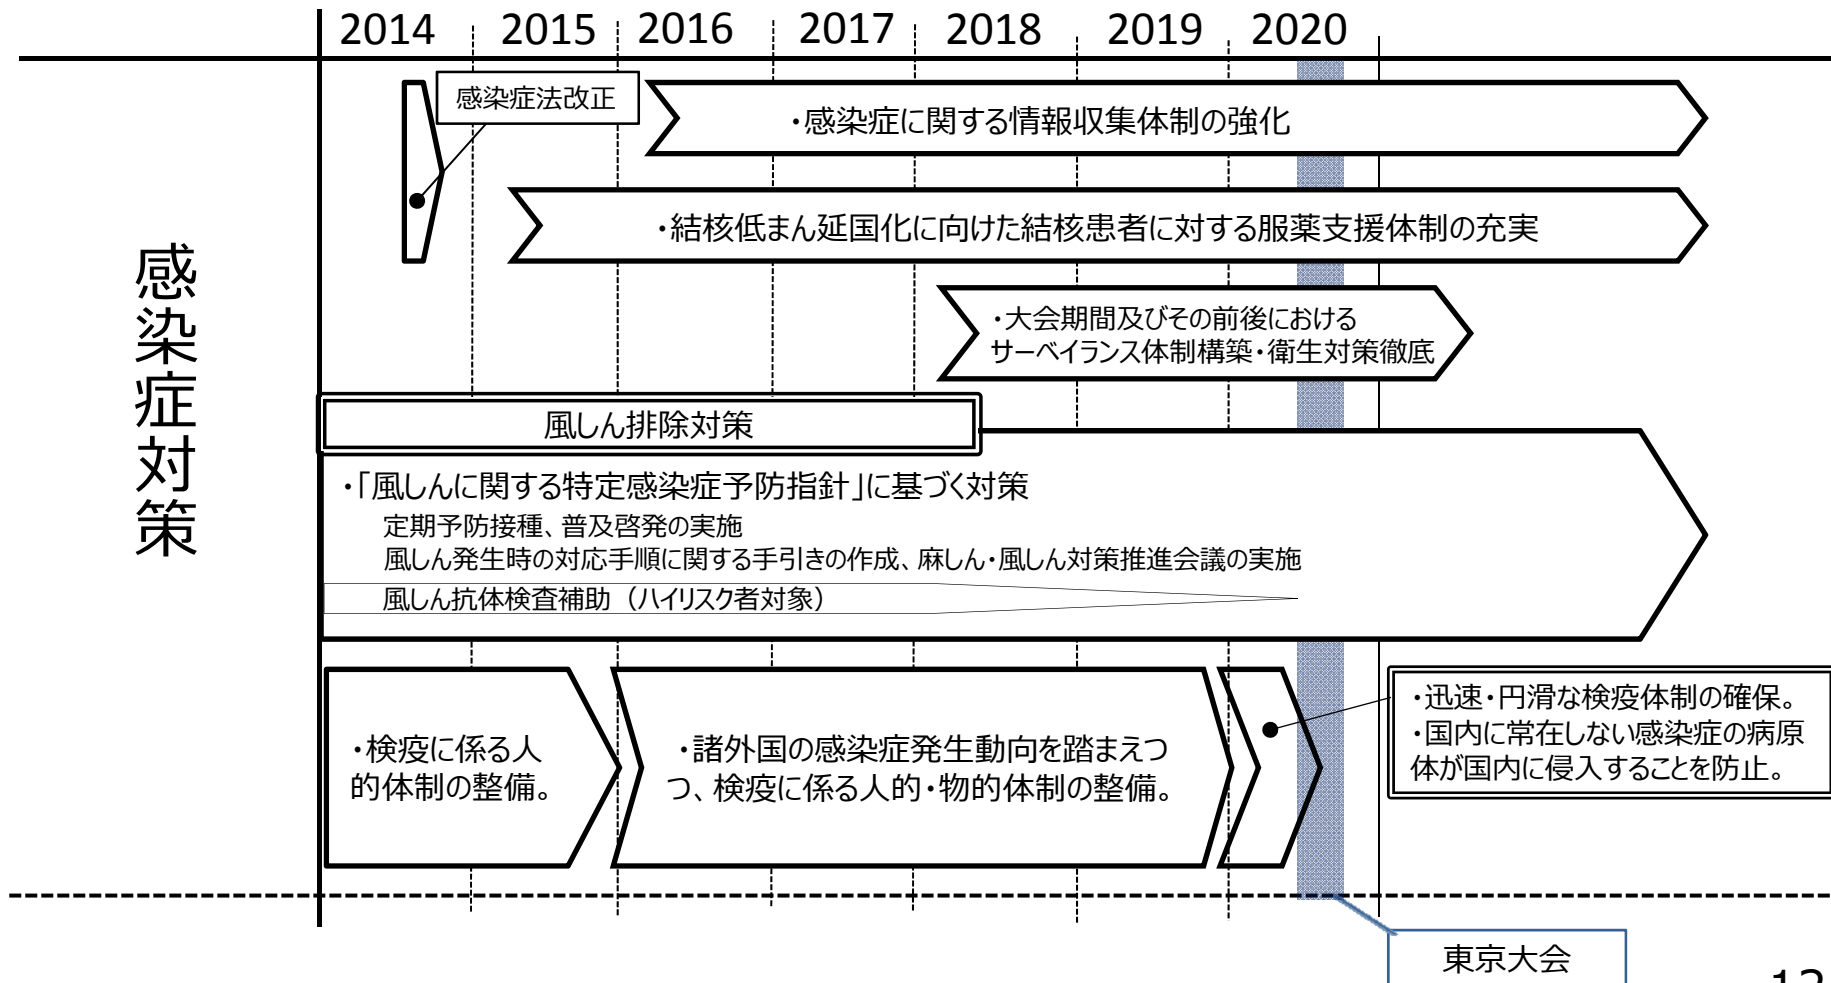 2014 2015 2016 2017 2018 2019 2020
感染症対策
感染症法改正
・感染症に関する情報収集体制の強化
・結核低まん延国化に向けた結核患者に対する服薬支援体制の充実
・大会期間及びその前後における
サーベイランス体制構築・衛生対策徹底
風しん排除対策
・「風しんに関する特定感染症予防指針」に基づく対策
定期予防接種、普及啓発の実施
風しん発生時の対応手順に関する手引きの作成、麻しん・風しん対策推進会議の実施
風しん抗体検査補助（ハイリスク者対象）
・検疫に係る人
的体制の整備。
・諸外国の感染症発生動向を踏まえつ
つ、検疫に係る人的・物的体制の整備。
・迅速・円滑な検疫体制の確保。
・国内に常在しない感染症の病原
体が国内に侵入することを防止。
東京大会